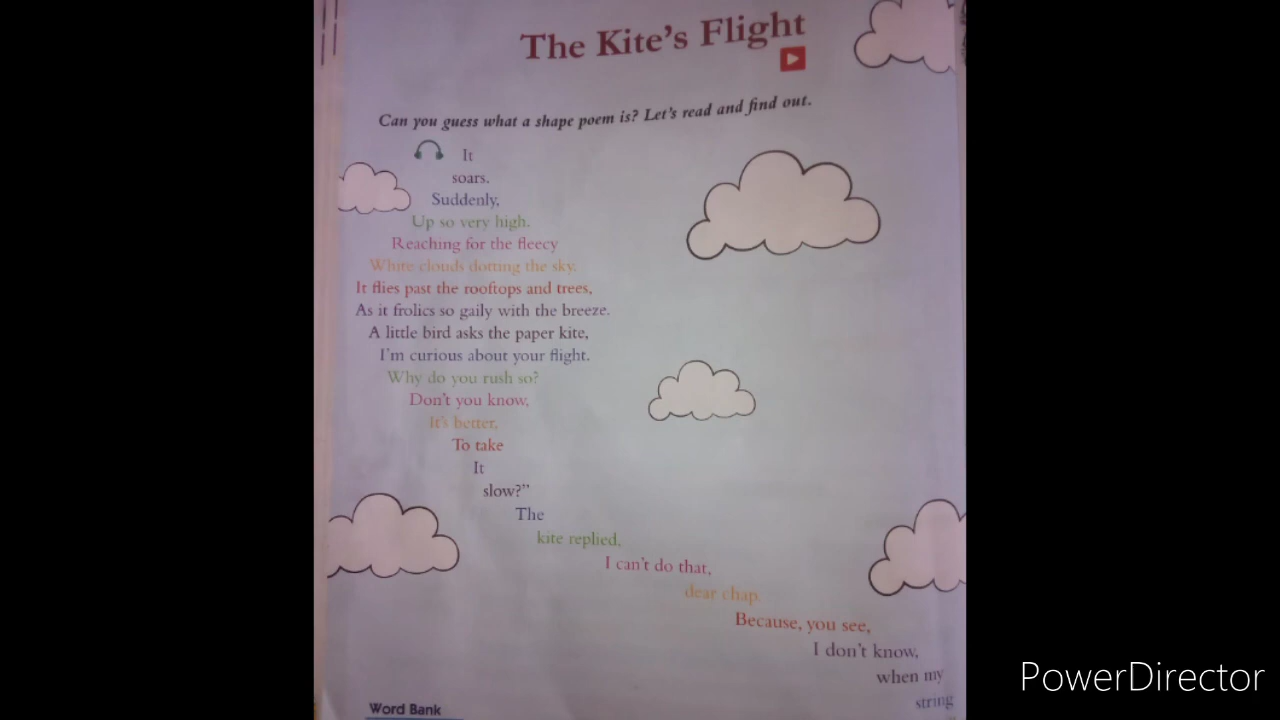 The Kite's Flight
Can you guess what a shape poem is? Let's read and find out.
It
soars.
Suddenly,
Up so very high.
Reaching for the fleecy
White clouds dotting the sky.
It flies past the rooftops and trees,
As it frolics so gaily with the breeze.
A little bird asks the paper kite,
I'm curious about your flight.
Why do you rush so?
Don't you know,
It's better,
To take
It
slow?"
The
kite replied,
I can't do that,
dear chap
Because, you see,
I don't know,
when my
string
Word Bank
PowerDirector